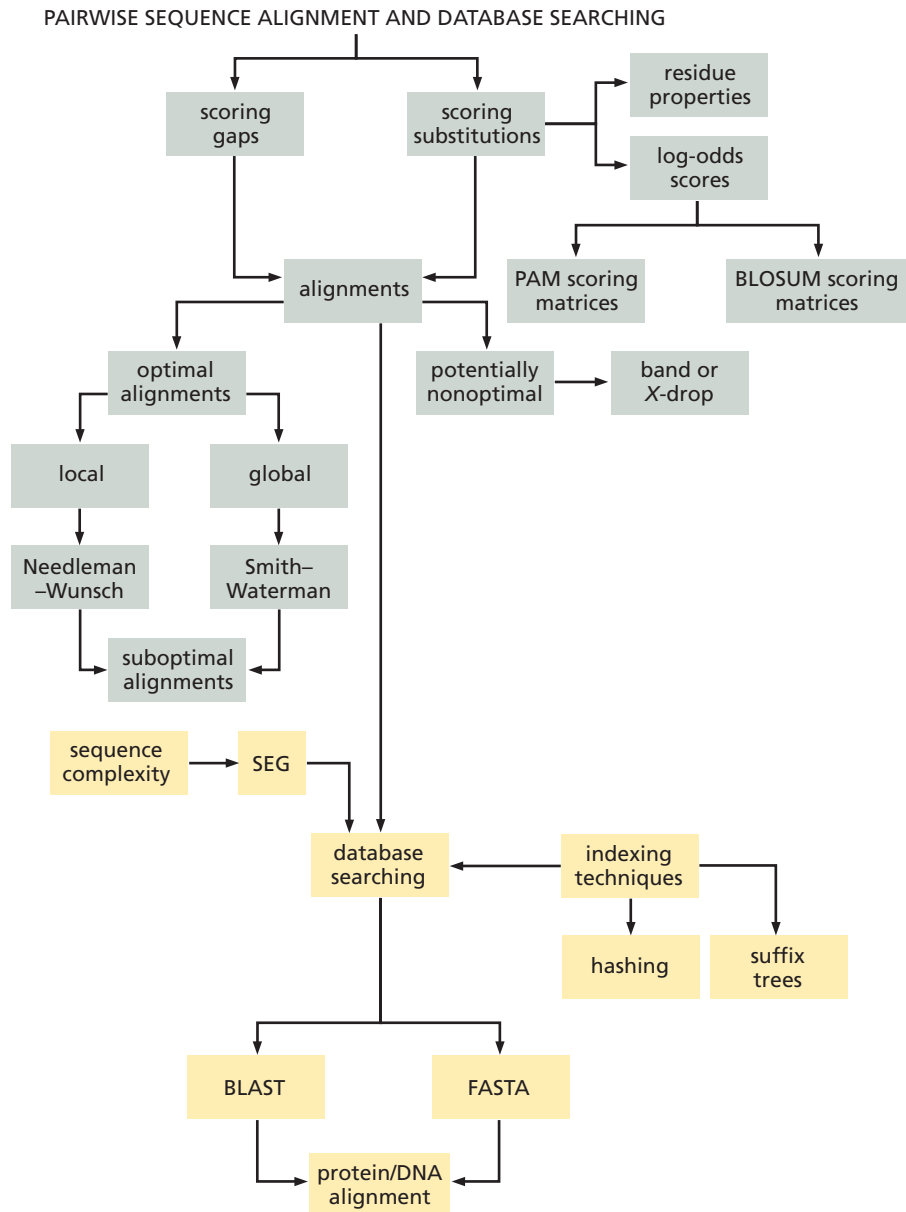 PAIRWISE SEQUENCE ALIGNMENT AND DATABASE SEARCHING
scoring
gaps
scoring
substitutions
residue
properties
log-odds
scores
PAM scoring
matrices
BLOSUM scoring
matrices
alignments
optimal
alignments
potentially
nonoptimal
band or
X-drop
local
global
Needleman
–Wunsch
Smith–
Waterman
suboptimal
alignments
sequence
complexity
SEG
database
searching
indexing
techniques
hashing
suffix
trees
BLAST
FASTA
protein/DNA
alignment